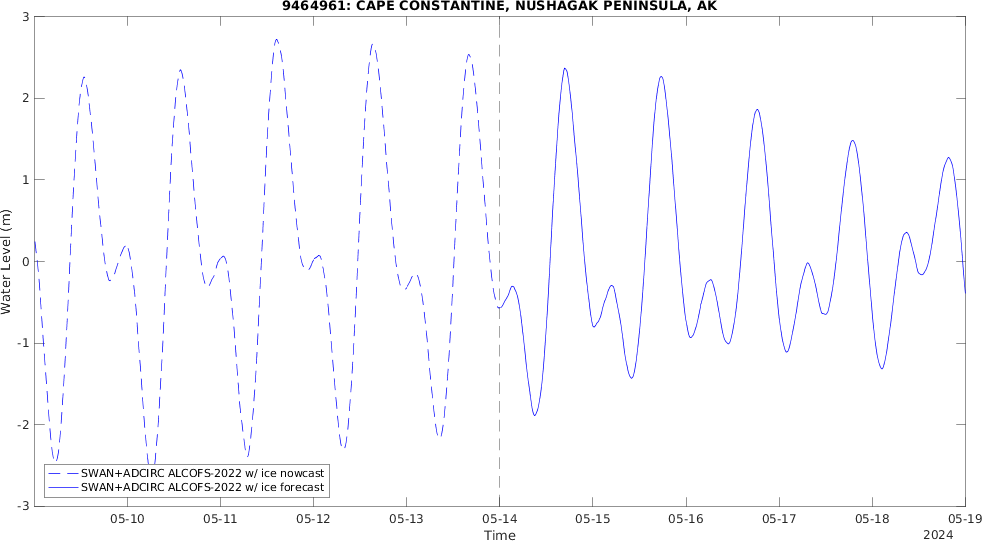 9464961: CAPE CONSTANTINE, NUSHAGAK PENINSULA, AK
3
2
1
0
-1
-2
-3
Water Level (m)
SWAN+ADCIRC ALCOFS-2022 w/ ice nowcast
SWAN+ADCIRC ALCOFS-2022 w/ ice forecast
05-10 05-11 05-12 05-13 05-14 05-15 05-16 05-17 05-18 05-19
Time
2024